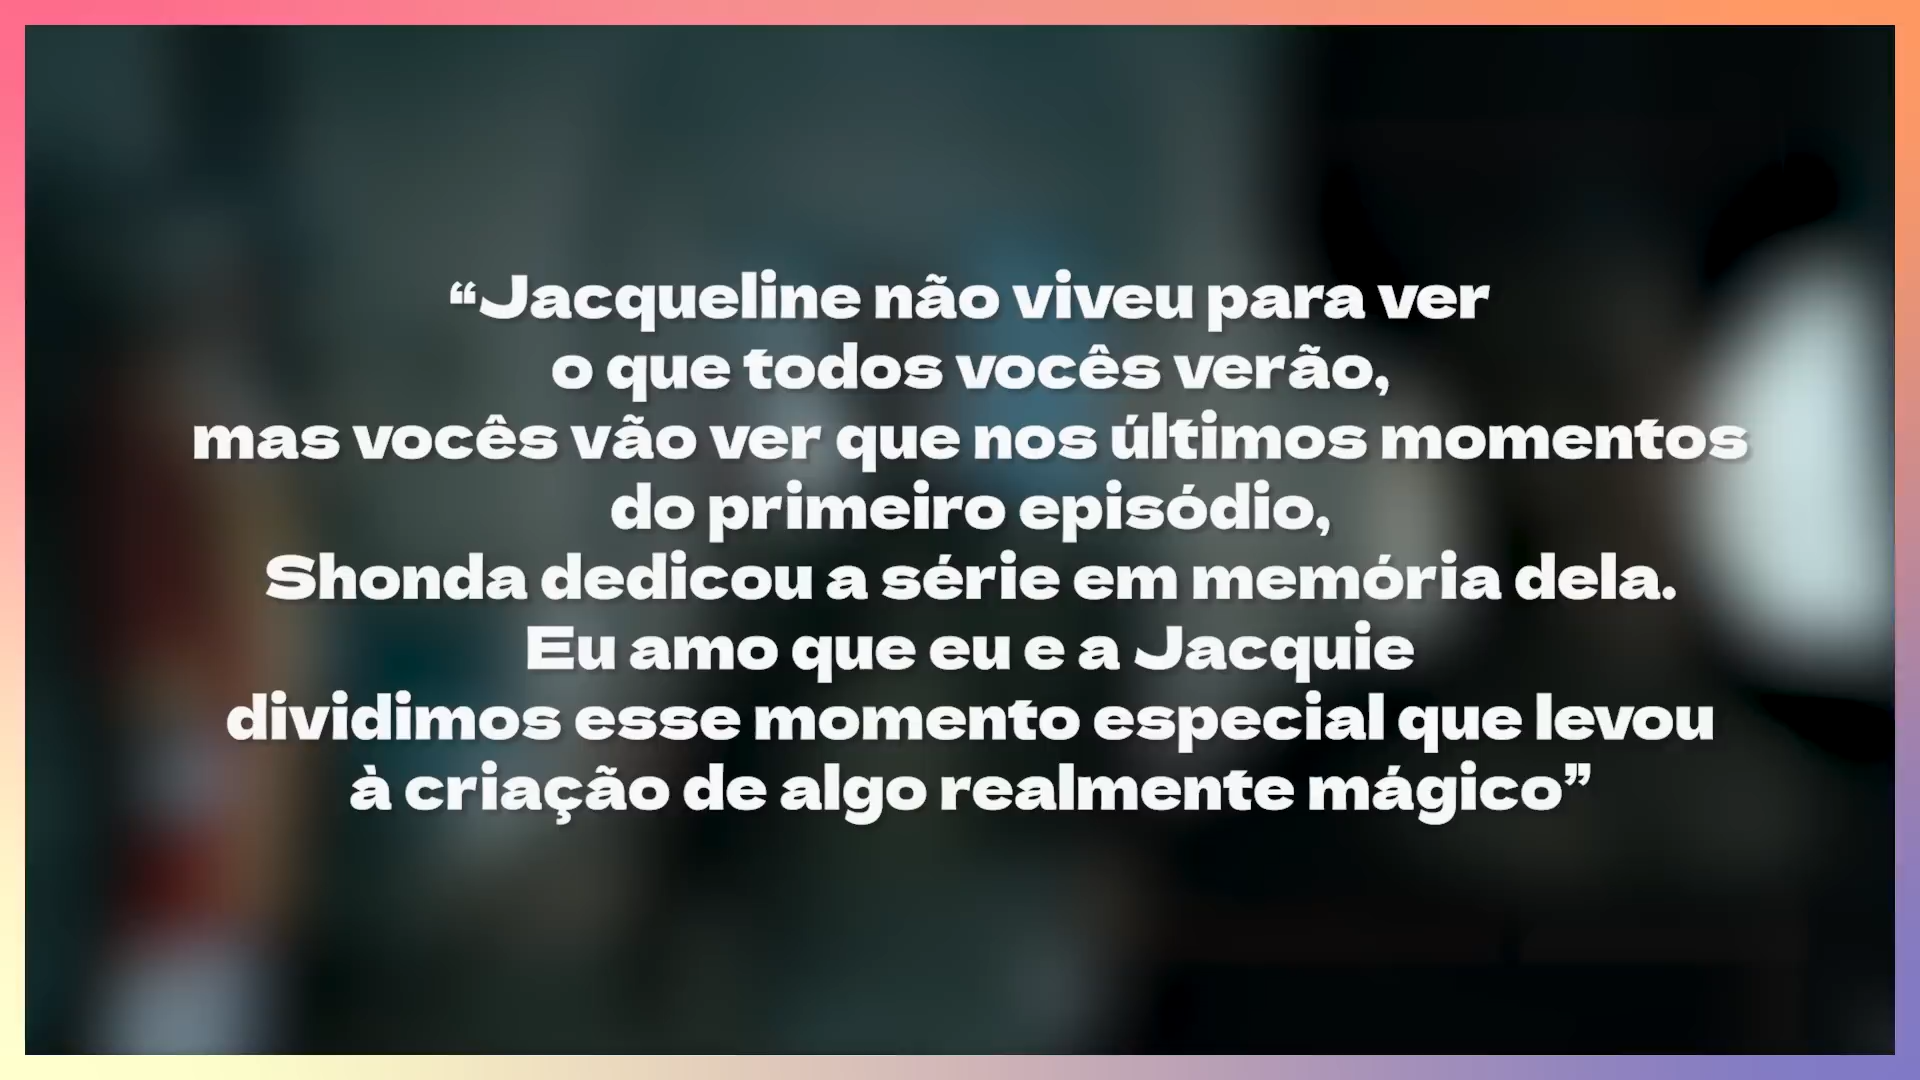 “Jacqueline não viveu para ver
o que todos vocês verão,
mas vocês vão ver que nos últimos momentos
do primeiro episódio,
Shonda dedicou a série em memória dela.
Eu amo que eu e a Jacquie
dividimos esse momento especial que levou
à criação de algo realmente mágico”